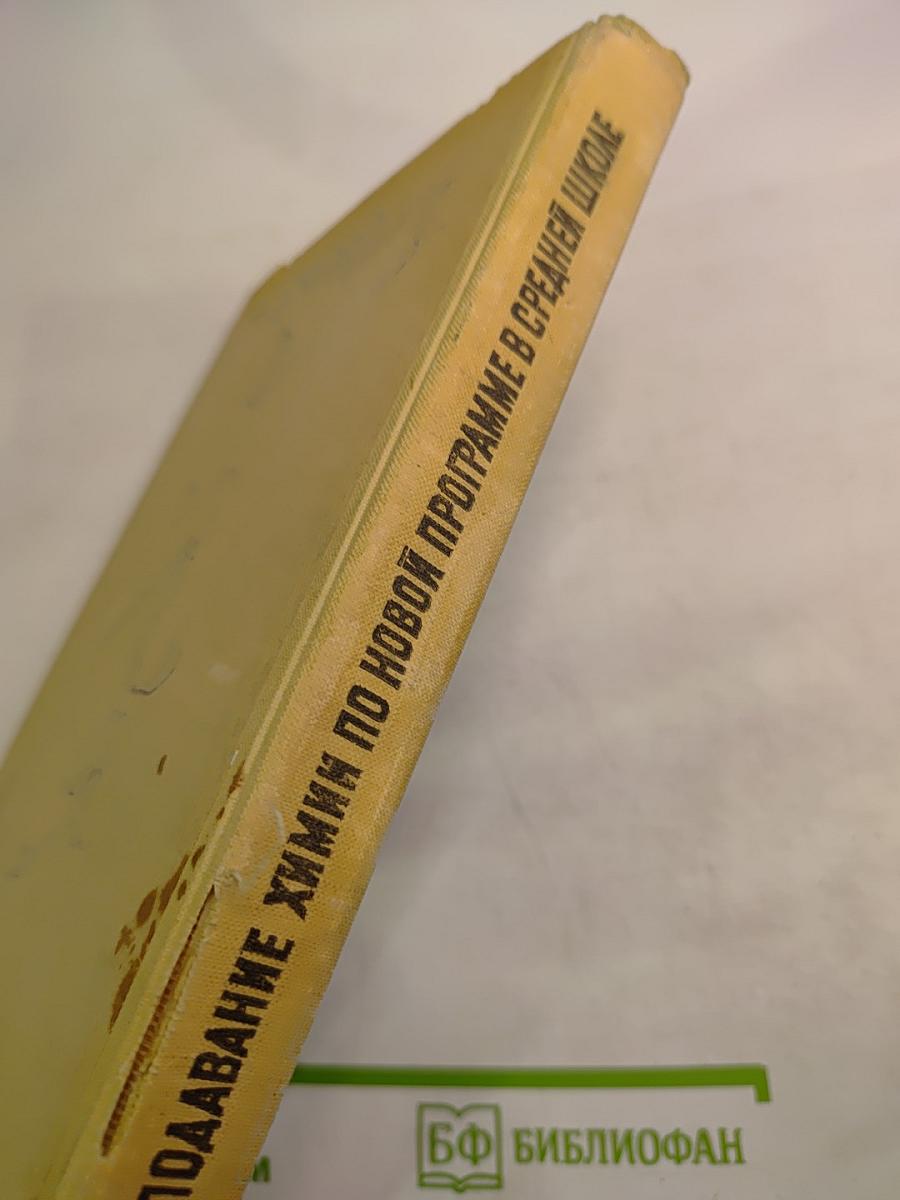 ПОДАВАНИЕ ХИМИИ ПО НОВОЙ ПРОГРАММЕ В СРЕДНЕЙ ШКОЛЕ
БФ БИБЛИОФАН